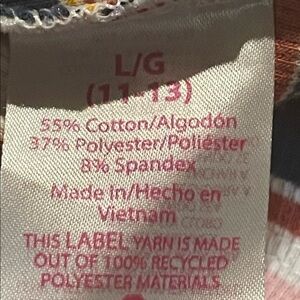 L/G
(11-13)
55% Cotton/Algodón
37% Polyester/Poliéster
8% Spandex
Made in/Hecho en
Vietnam
THIS LABEL YARN IS MADE
OUT OF 100% RECYCLED
POLYESTER MATERIALS